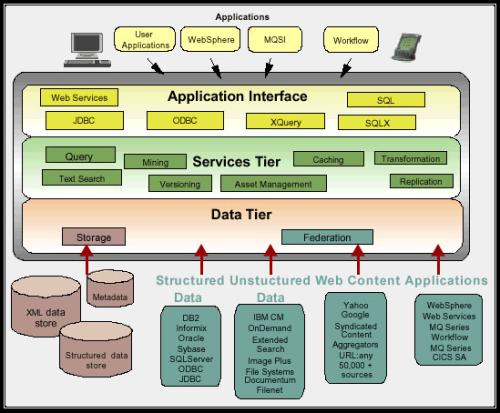 Applications
User
Applications
WebSphere
MQSI
Workflow
Application Interface
Web Services
SQL
JDBC
ODBC
XQuery
SQLX
Services Tier
Query
Mining
Caching
Transformation
Text Search
Versioning
Asset Management
Replication
Data Tier
Storage
Federation
XML data
store
Metadata
Structured data
store
Structured
Data
Unstuctured
Data
Web Content
Applications
DB2
Informix
Oracle
Sybase
SQLServer
ODBC
JDBC
IBM CM
OnDemand
Extended
Search
Image Plus
File Systems
Documentum
Filenet
Yahoo
Google
Syndicated
Content
Aggregators
URL:any
50,000 +
sources
WebSphere
Web Services
MQ Series
Workflow
MQ Series
CICS SA